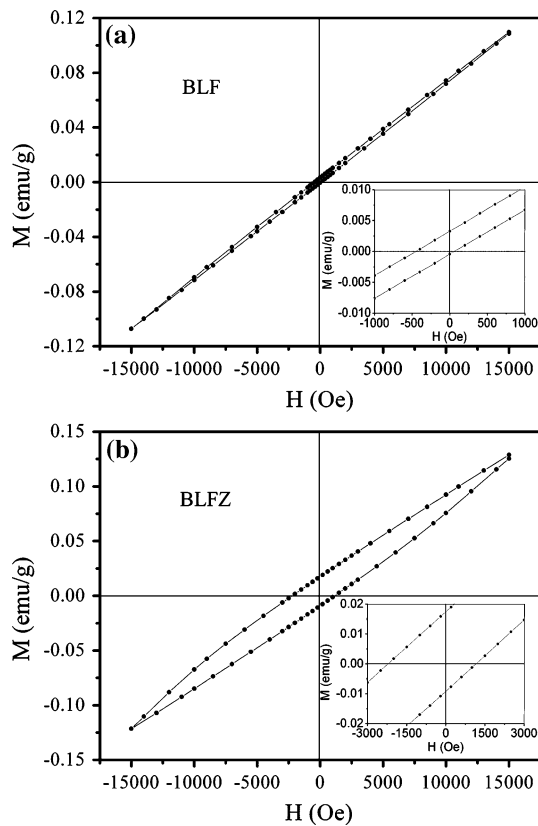 (a)
BLF
M (emu/g)
0.12
0.08
0.04
0.00
-0.04
-0.08
-0.12
-15000 -10000 -5000 0 5000 10000 15000
H (Oe)
M (emu/g)
0.010
0.005
0.000
-0.005
-0.010
-1000 -500 0 500 1000
H (Oe)
(b)
BLFZ
M (emu/g)
0.15
0.10
0.05
0.00
-0.05
-0.10
-0.15
-15000 -10000 -5000 0 5000 10000 15000
H (Oe)
M (emu/g)
0.02
0.01
0.00
-0.01
-0.02
-3000 -1500 0 1500 3000
H (Oe)